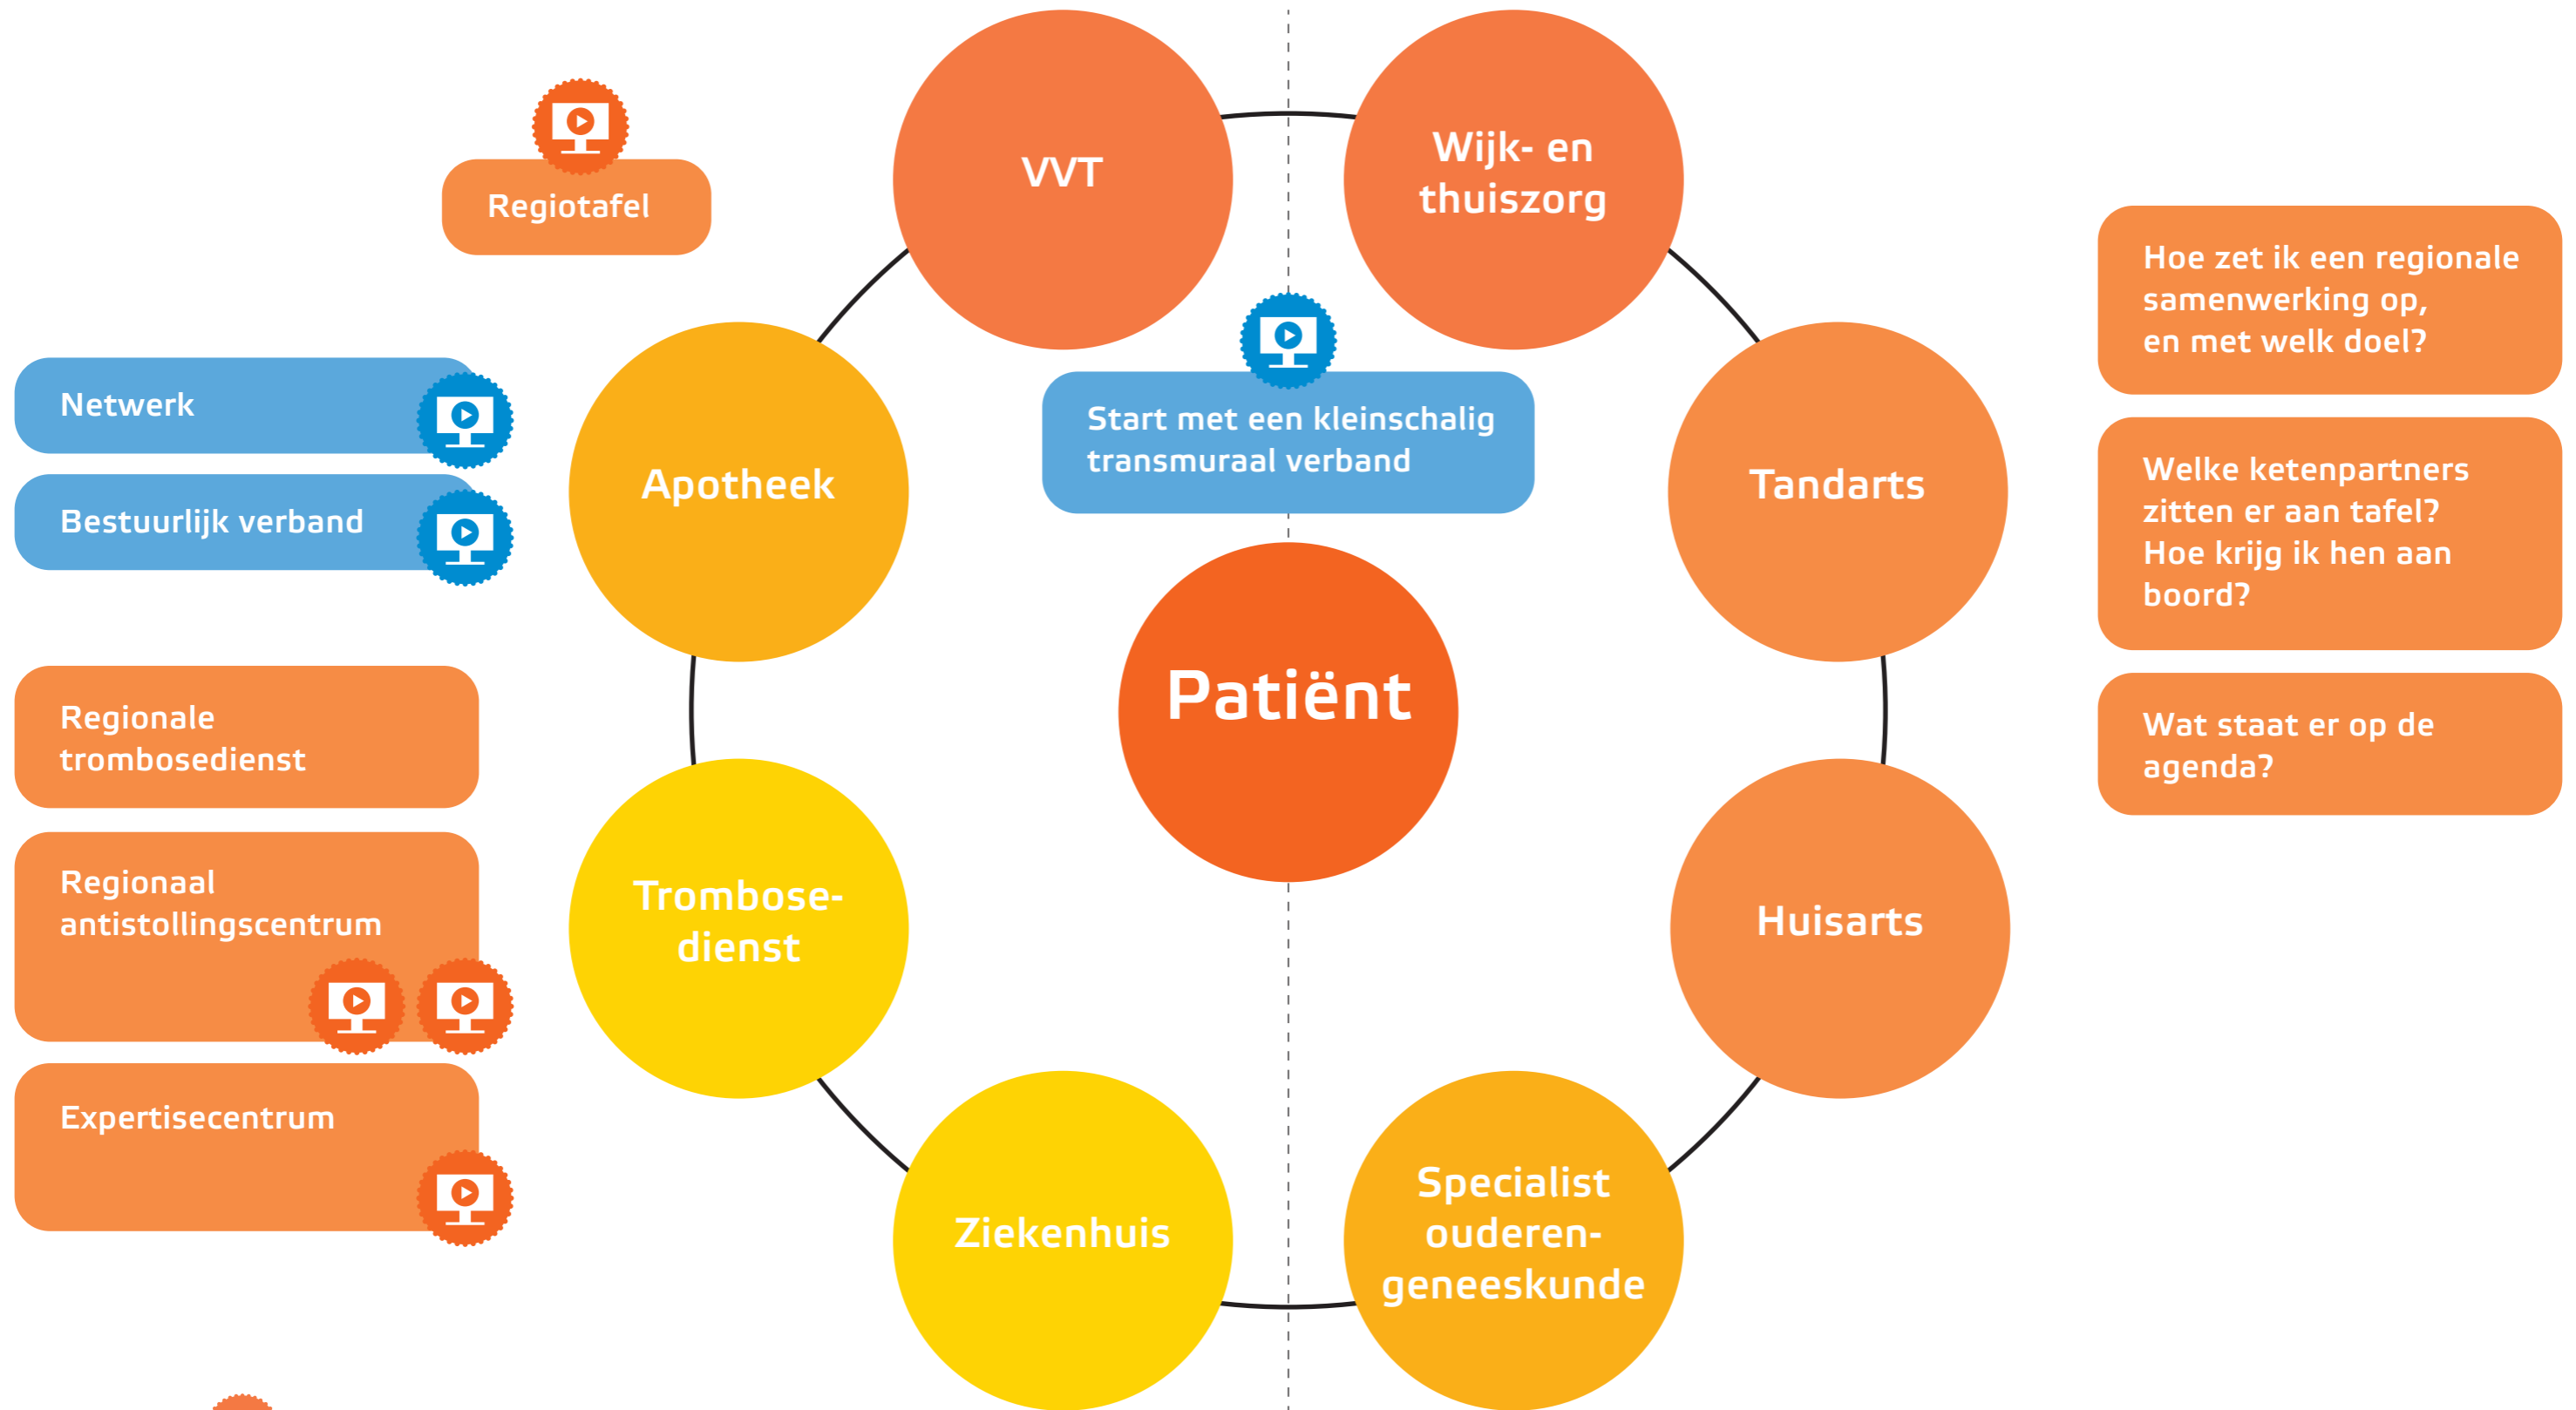 Regiotafel
Netwerk
Bestuurlijk verband
Regionale
trombosedienst
Regionaal
antistollingscentrum
Expertisecentrum
VVT
Wijk- en
thuiszorg
Apotheek
Start met een kleinschalig
transmuraal verband
Tandarts
Patiënt
Trombose-
dienst
Huisarts
Ziekenhuis
Specialist
ouderen-
geneeskunde
Hoe zet ik een regionale
samenwerking op,
en met welk doel?
Welke ketenpartners
zitten er aan tafel?
Hoe krijg ik hen aan
boord?
Wat staat er op de
agenda?